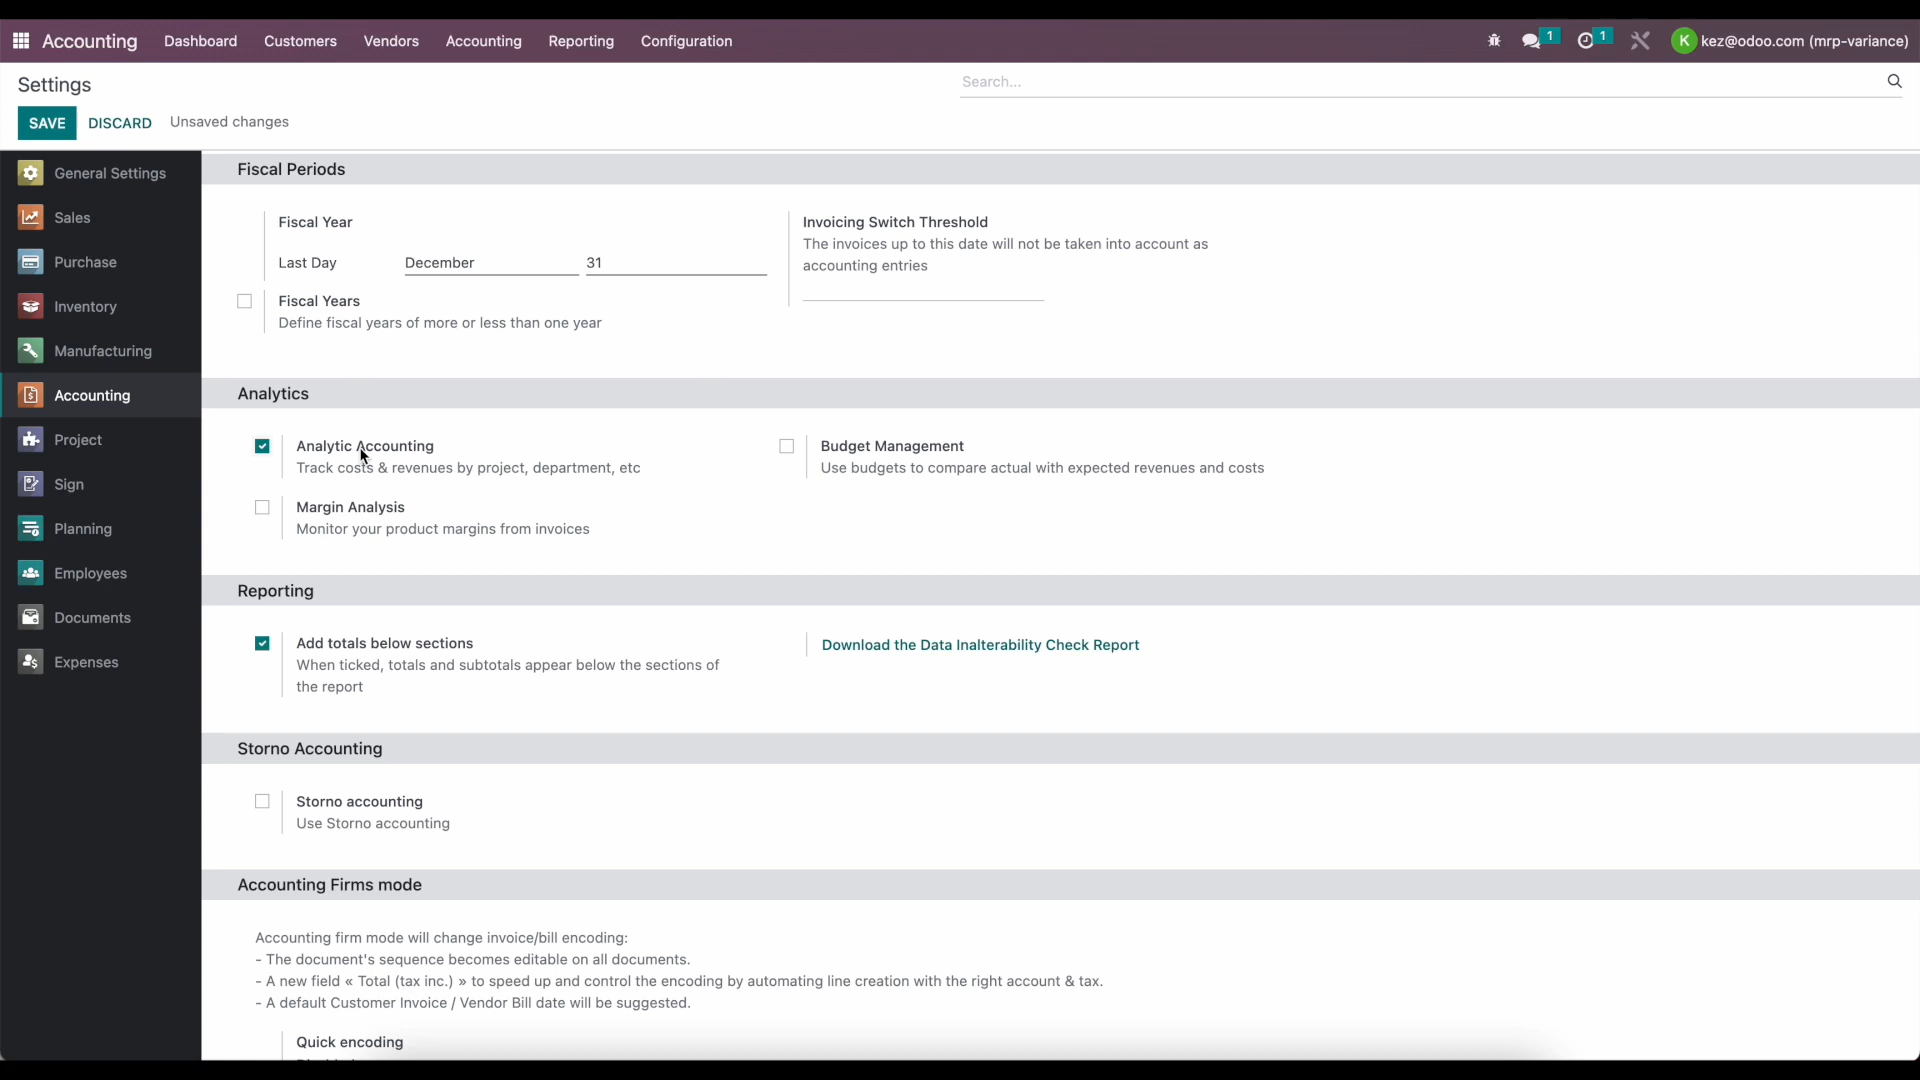 Accounting Dashboard Customers Vendors Accounting Reporting Configuration 1 1 K kez@odoo.com (mrp-variance)
Settings Search...
SAVE DISCARD Unsaved changes
General Settings
Sales
Purchase
Inventory
Manufacturing
Accounting
Project
Sign
Planning
Employees
Documents
Expenses
Fiscal Periods
Fiscal Year
Last Day December 31
Fiscal Years
Define fiscal years of more or less than one year
Invoicing Switch Threshold
The invoices up to this date will not be taken into account as
accounting entries
Analytics
Analytic Accounting
Track costs & revenues by project, department, etc
Budget Management
Use budgets to compare actual with expected revenues and costs
Margin Analysis
Monitor your product margins from invoices
Reporting
Add totals below sections
When ticked, totals and subtotals appear below the sections of
the report
Download the Data Inalterability Check Report
Storno Accounting
Storno accounting
Use Storno accounting
Accounting Firms mode
Accounting firm mode will change invoice/bill encoding:
- The document's sequence becomes editable on all documents.
- A new field « Total (tax inc.) » to speed up and control the encoding by automating line creation with the right account & tax.
- A default Customer Invoice / Vendor Bill date will be suggested.
Quick encoding